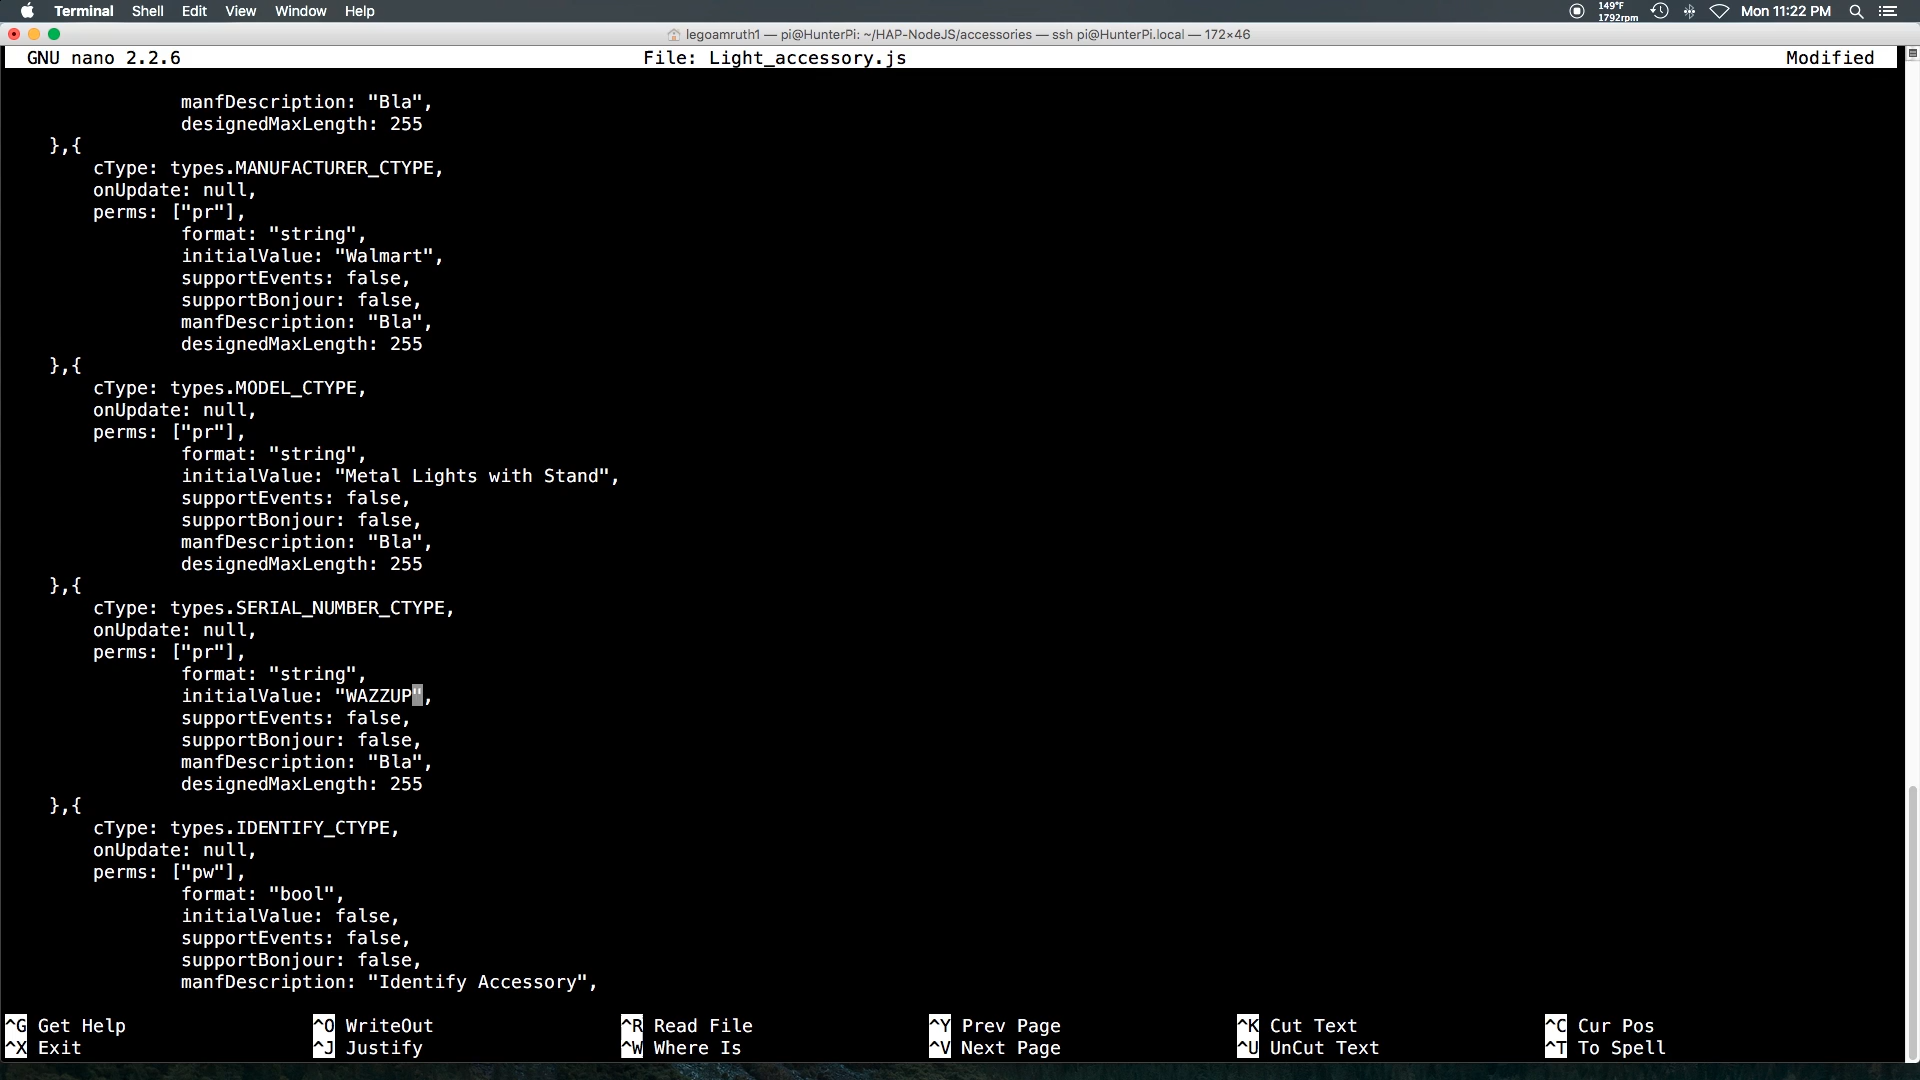 Terminal Shell Edit View Window Help 149°F 1792rpm Mon 11:22 PM
legoamruth1 — pi@HunterPi: ~/HAP-NodeJS/accessories — ssh pi@HunterPi.local — 172×46
GNU nano 2.2.6 File: Light_accessory.js Modified
manfDescription: "Bla",
designedMaxLength: 255
},{
cType: types.MANUFACTURER_CTYPE,
onUpdate: null,
perms: ["pr"],
format: "string",
initialValue: "Walmart",
supportEvents: false,
supportBonjour: false,
manfDescription: "Bla",
designedMaxLength: 255
},{
cType: types.MODEL_CTYPE,
onUpdate: null,
perms: ["pr"],
format: "string",
initialValue: "Metal Lights with Stand",
supportEvents: false,
supportBonjour: false,
manfDescription: "Bla",
designedMaxLength: 255
},{
cType: types.SERIAL_NUMBER_CTYPE,
onUpdate: null,
perms: ["pr"],
format: "string",
initialValue: "WAZZUP",
supportEvents: false,
supportBonjour: false,
manfDescription: "Bla",
designedMaxLength: 255
},{
cType: types.IDENTIFY_CTYPE,
onUpdate: null,
perms: ["pw"],
format: "bool",
initialValue: false,
supportEvents: false,
supportBonjour: false,
manfDescription: "Identify Accessory",
^G Get Help ^O WriteOut ^R Read File ^Y Prev Page ^K Cut Text ^C Cur Pos
^X Exit ^J Justify ^W Where Is ^V Next Page ^U UnCut Text ^T To Spell